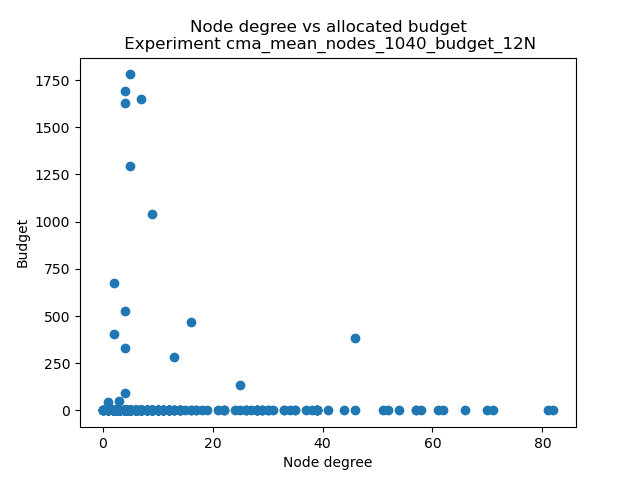 Node degree vs allocated budget
Experiment cma_mean_nodes_1040_budget_12N
1750
1500
1250
1000
750
500
250
0
Budget
0 20 40 60 80
Node degree